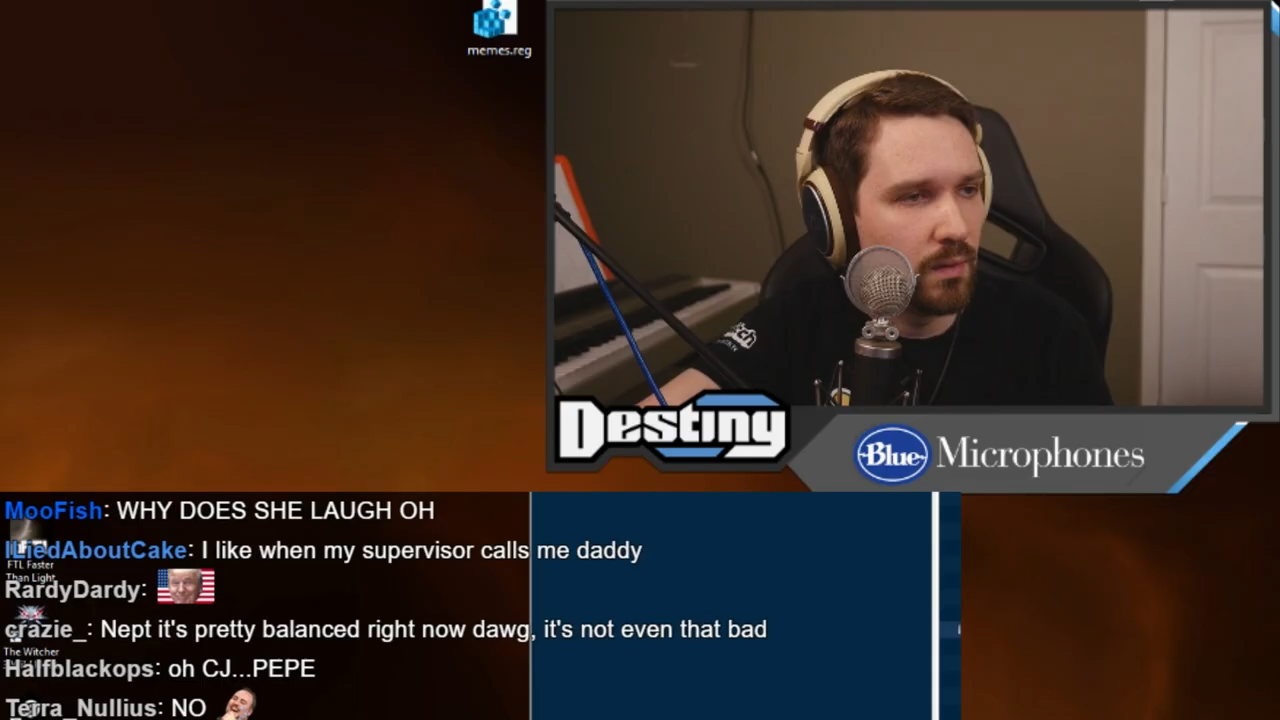 memes.reg
Destiny
Blue Microphones
MooFish: WHY DOES SHE LAUGH OH
ILiedAboutCake: I like when my supervisor calls me daddy
FTL Faster
Than Light
RardyDardy:
crazie_: Nept it's pretty balanced right now dawg, it's not even that bad
The Witcher
Halfblackops: oh CJ...PEPE
Terra_Nullius: NO